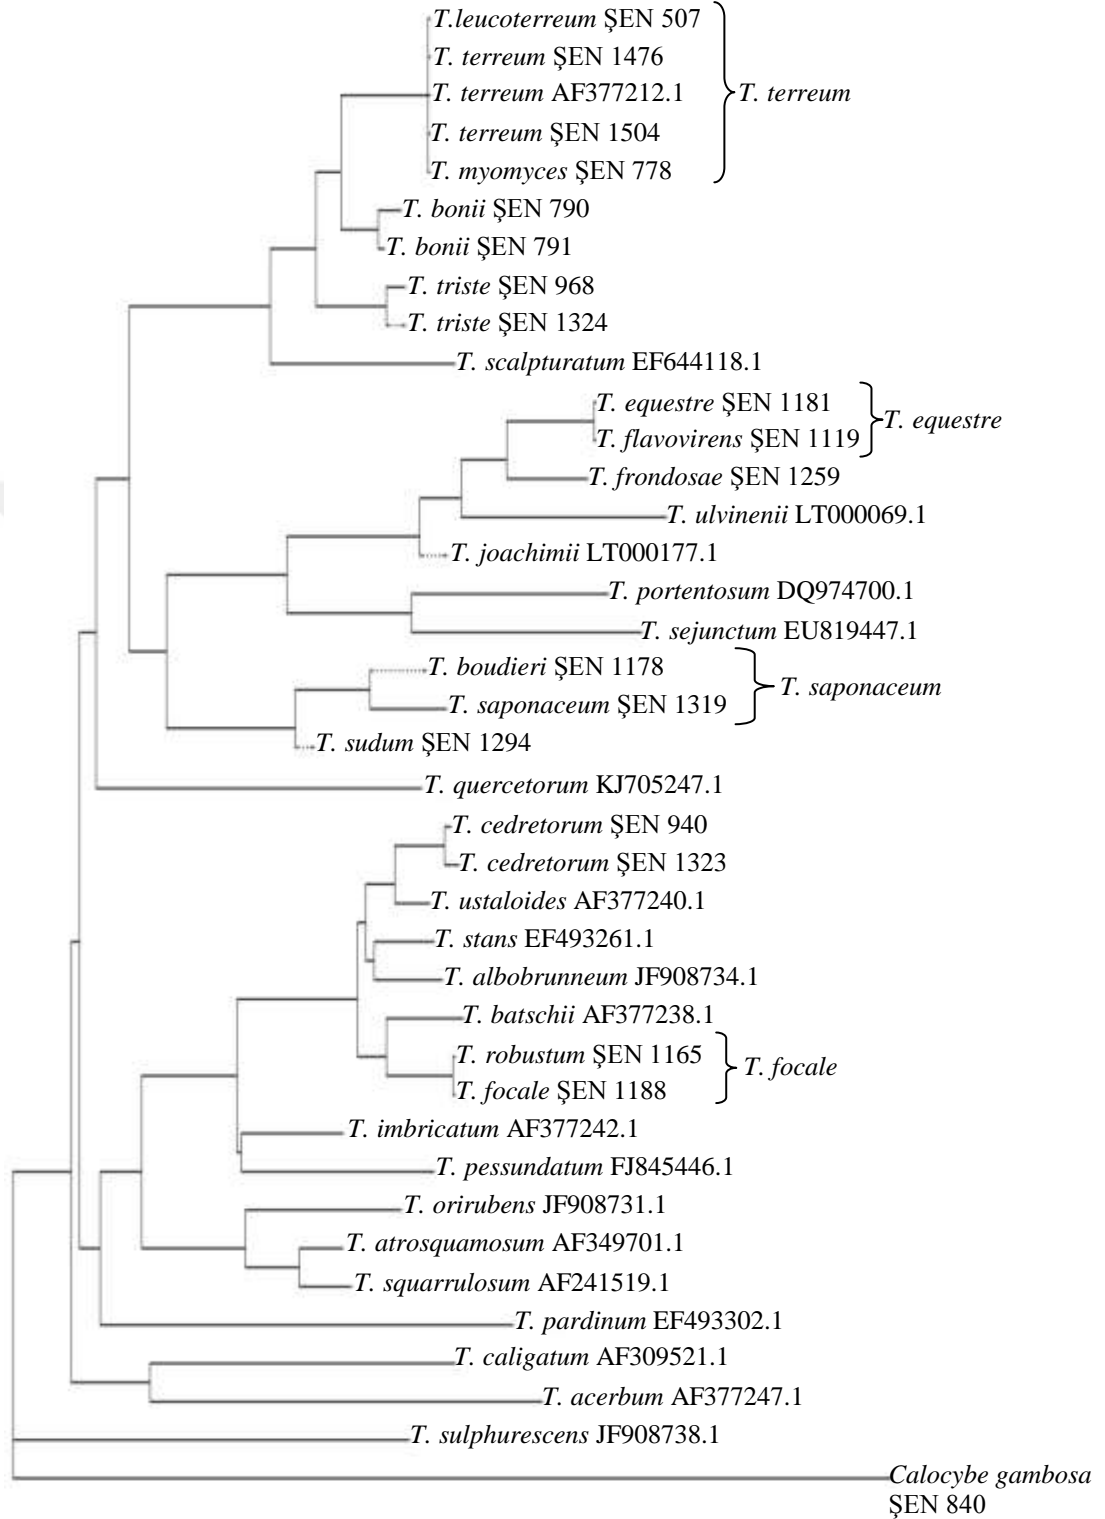 T.leucoterreum ŞEN 507
T. terreum ŞEN 1476
T. terreum AF377212.1
T. terreum
T. terreum ŞEN 1504
T. myomyces ŞEN 778
T. bonii ŞEN 790
T. bonii ŞEN 791
T. triste ŞEN 968
T. triste ŞEN 1324
T. scalpturatum EF644118.1
T. equestre ŞEN 1181
T. equestre
T. flavovirens ŞEN 1119
T. frondosae ŞEN 1259
T. ulvinenii LT000069.1
T. joachimii LT000177.1
T. portentosum DQ974700.1
T. sejunctum EU819447.1
T. boudieri ŞEN 1178
T. saponaceum
T. saponaceum ŞEN 1319
T. sudum ŞEN 1294
T. quercetorum KJ705247.1
T. cedretorum ŞEN 940
T. cedretorum ŞEN 1323
T. ustaloides AF377240.1
T. stans EF493261.1
T. albobrunneum JF908734.1
T. batschii AF377238.1
T. robustum ŞEN 1165
T. focale
T. focale ŞEN 1188
T. imbricatum AF377242.1
T. pessundatum FJ845446.1
T. orirubens JF908731.1
T. atrosquamosum AF349701.1
T. squarrulosum AF241519.1
T. pardinum EF493302.1
T. caligatum AF309521.1
T. acerbum AF377247.1
T. sulphurescens JF908738.1
Calocybe gambosa
ŞEN 840